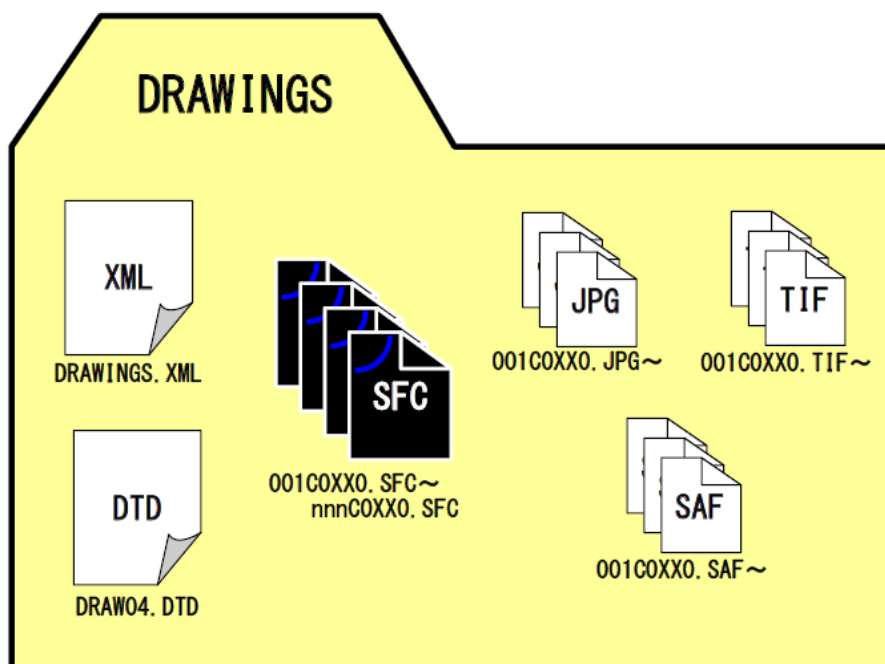 DRAWINGS
XML
DRAWINGS.XML
DTD
DRAW04.DTD
SFC
001C0XX0.SFC～
nnnC0XX0.SFC
JPG
001C0XX0.JPG～
TIF
001C0XX0.TIF～
SAF
001C0XX0.SAF～